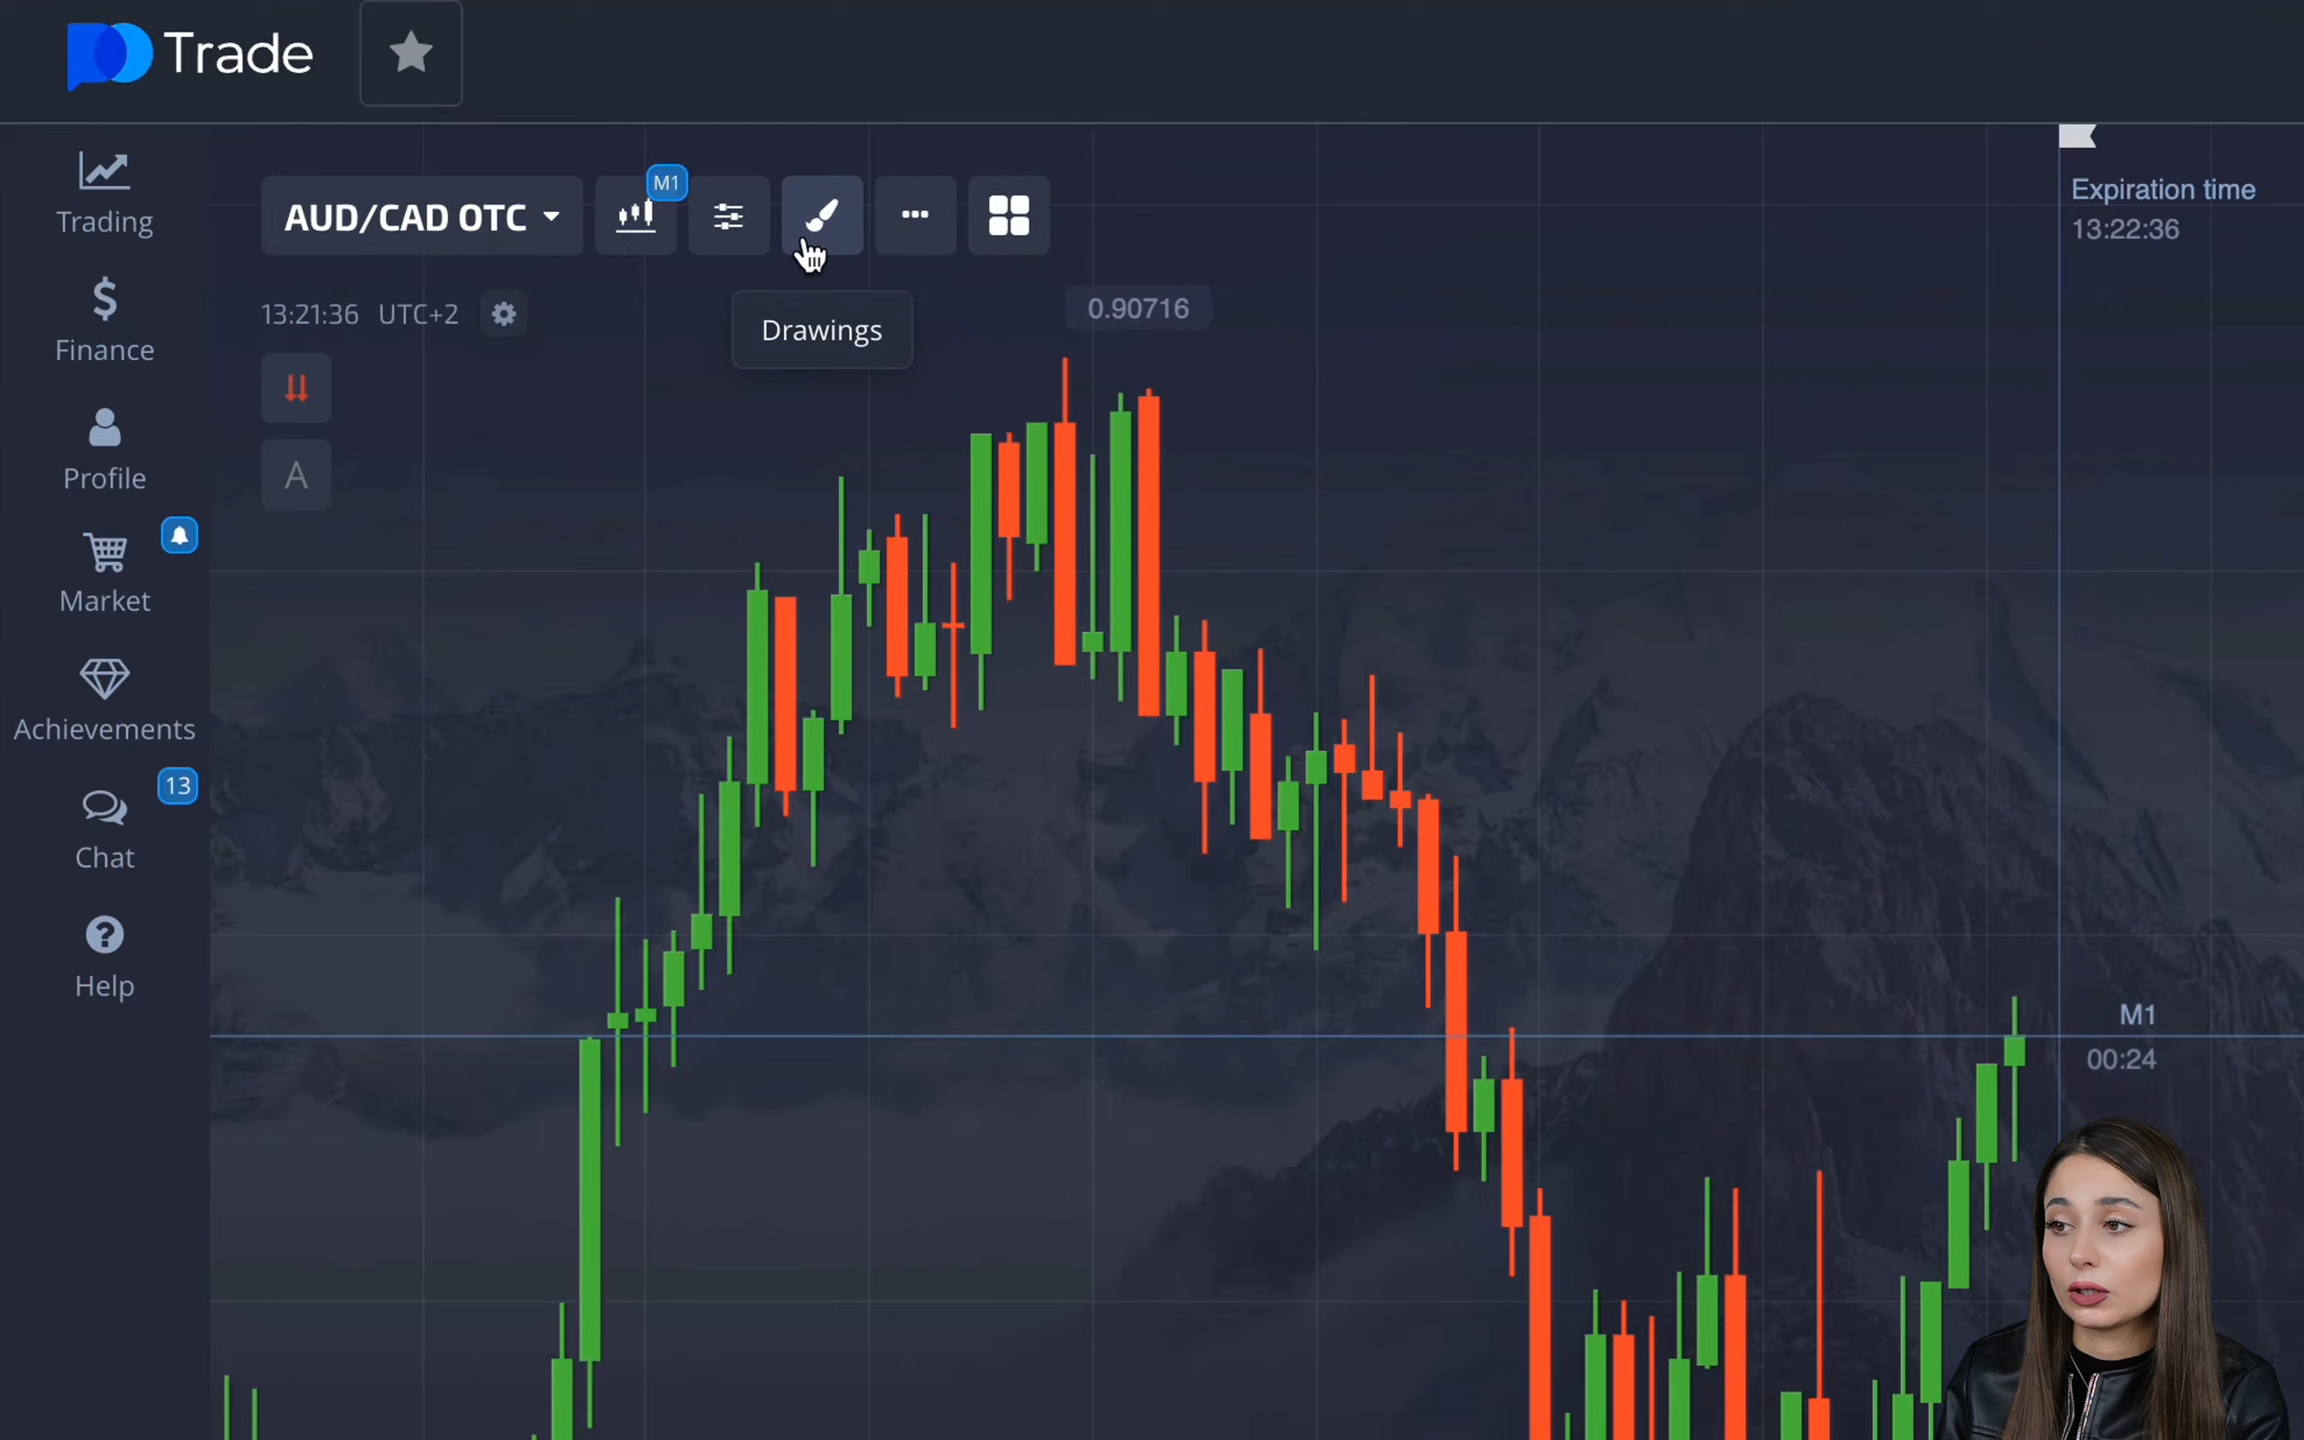 Trade
Trading
Finance
Profile
Market
Achievements
13
Chat
Help
AUD/CAD OTC
M1
13:21:36 UTC+2
A
Drawings
0.90716
Expiration time
13:22:36
M1
00:24